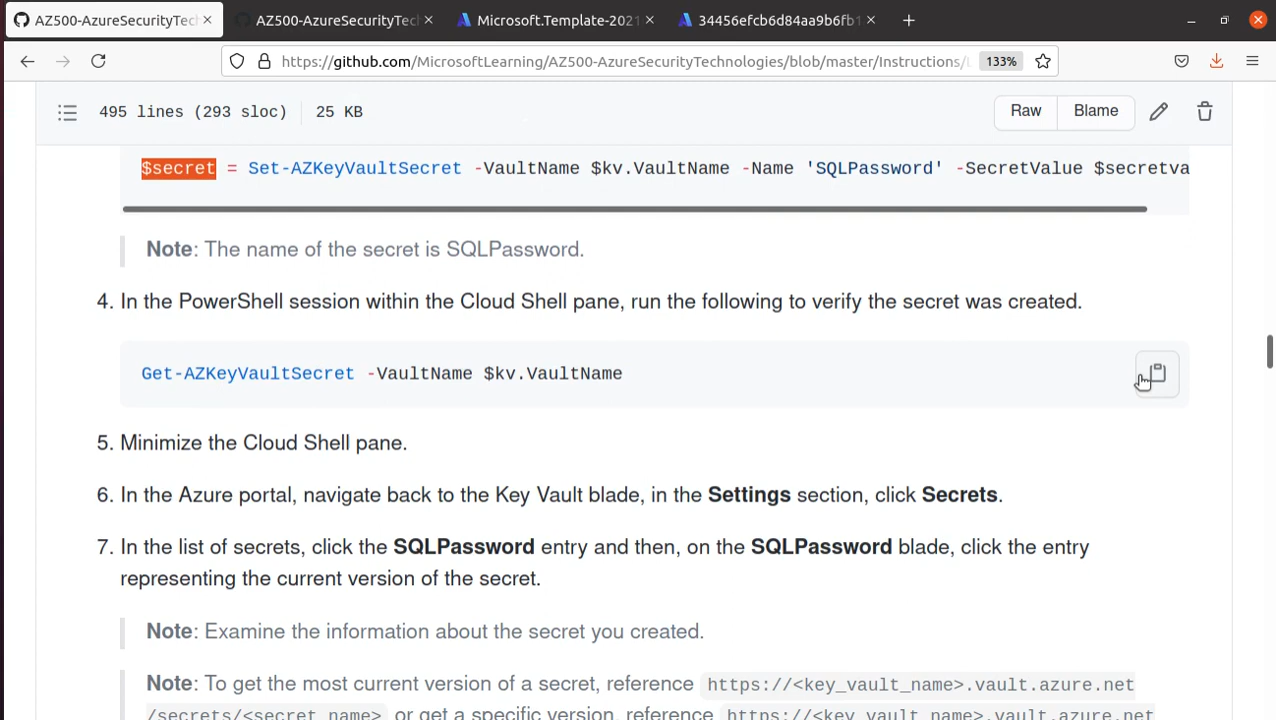 AZ500-AzureSecurityTec
AZ500-AzureSecurityTec
Microsoft.Template-2021
34456efcb6d84aa9b6fb1
https://github.com/MicrosoftLearning/AZ500-AzureSecurityTechnologies/blob/master/Instructions/
133%
495 lines (293 sloc) 25 KB
Raw Blame
$secret = Set-AZKeyVaultSecret -VaultName $kv.VaultName -Name 'SQLPassword' -SecretValue $secretva
Note: The name of the secret is SQLPassword.
4. In the PowerShell session within the Cloud Shell pane, run the following to verify the secret was created.
Get-AZKeyVaultSecret -VaultName $kv.VaultName
5. Minimize the Cloud Shell pane.
6. In the Azure portal, navigate back to the Key Vault blade, in the Settings section, click Secrets.
7. In the list of secrets, click the SQLPassword entry and then, on the SQLPassword blade, click the entry
representing the current version of the secret.
Note: Examine the information about the secret you created.
Note: To get the most current version of a secret, reference https://<key_vault_name>.vault.azure.net
/secrets/<secret_name> or get a specific version, reference https://<key_vault_name>.vault.azure.net